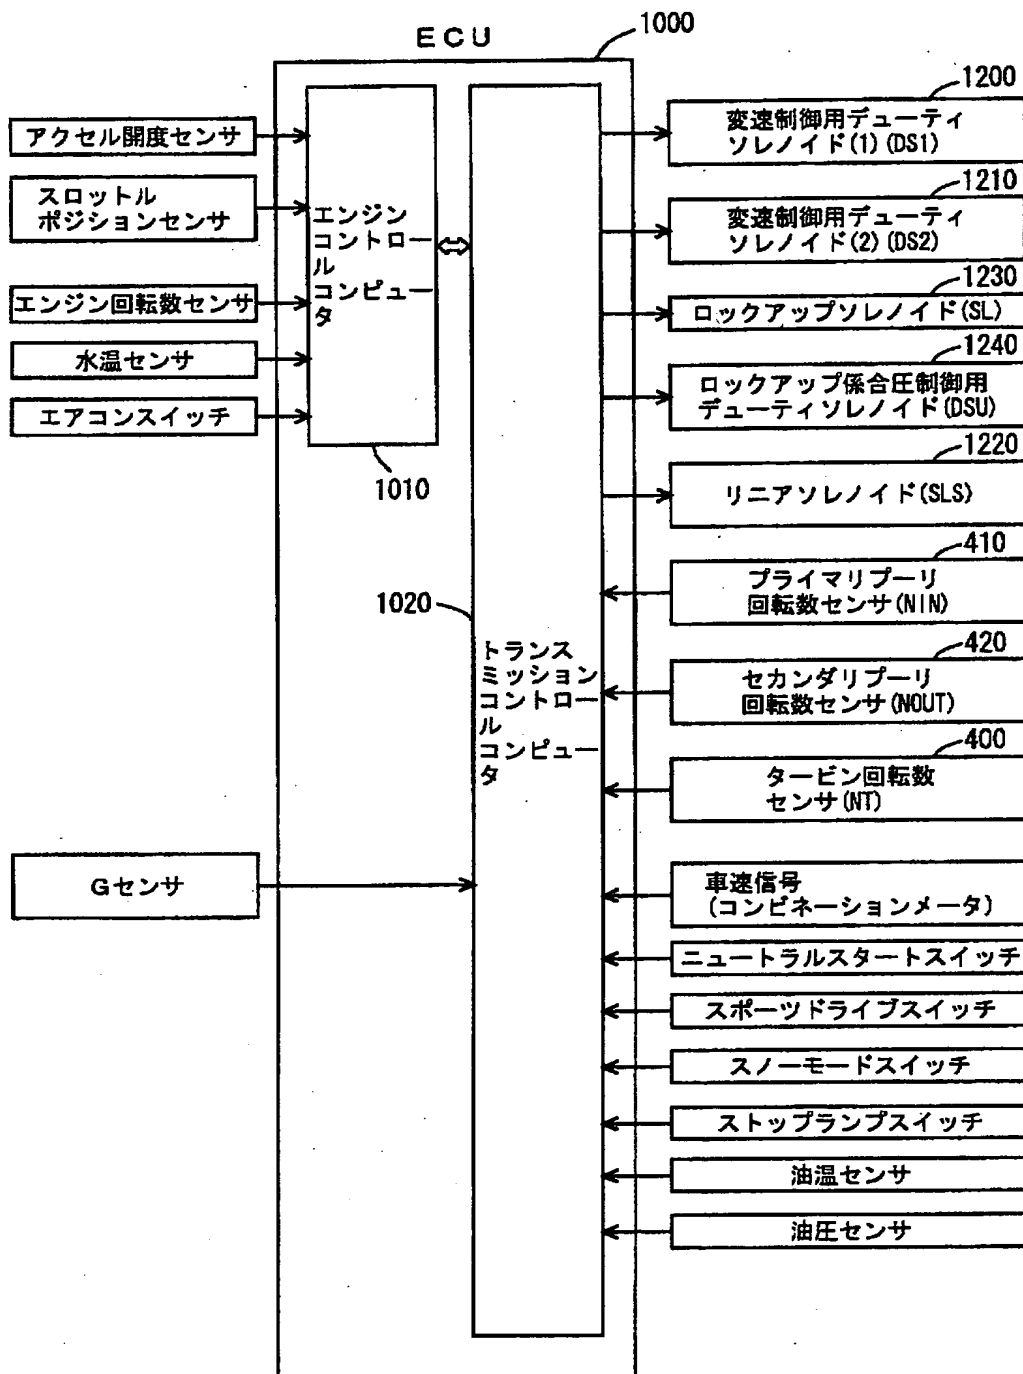 ECU
1000
アクセル開度センサ
スロットル
ポジションセンサ
エンジン回転数センサ
水温センサ
エアコンスイッチ
エンジン
コントロー
ル
コンピュー
タ
1010
Gセンサ
1020
トランス
ミッション
コントロー
ル
コンピュー
タ
1200
変速制御用デューティ
ソレノイド(1)(DS1)
1210
変速制御用デューティ
ソレノイド(2)(DS2)
1230
ロックアップソレノイド(SL)
1240
ロックアップ係合圧制御用
デューティソレノイド(DSU)
1220
リニアソレノイド(SLS)
410
プライマリプーリ
回転数センサ(NIN)
420
セカンダリプーリ
回転数センサ(NOUT)
400
タービン回転数
センサ(NT)
車速信号
(コンビネーションメータ)
ニュートラルスタートスイッチ
スポーツドライブスイッチ
スノーモードスイッチ
ストップランプスイッチ
油温センサ
油圧センサ